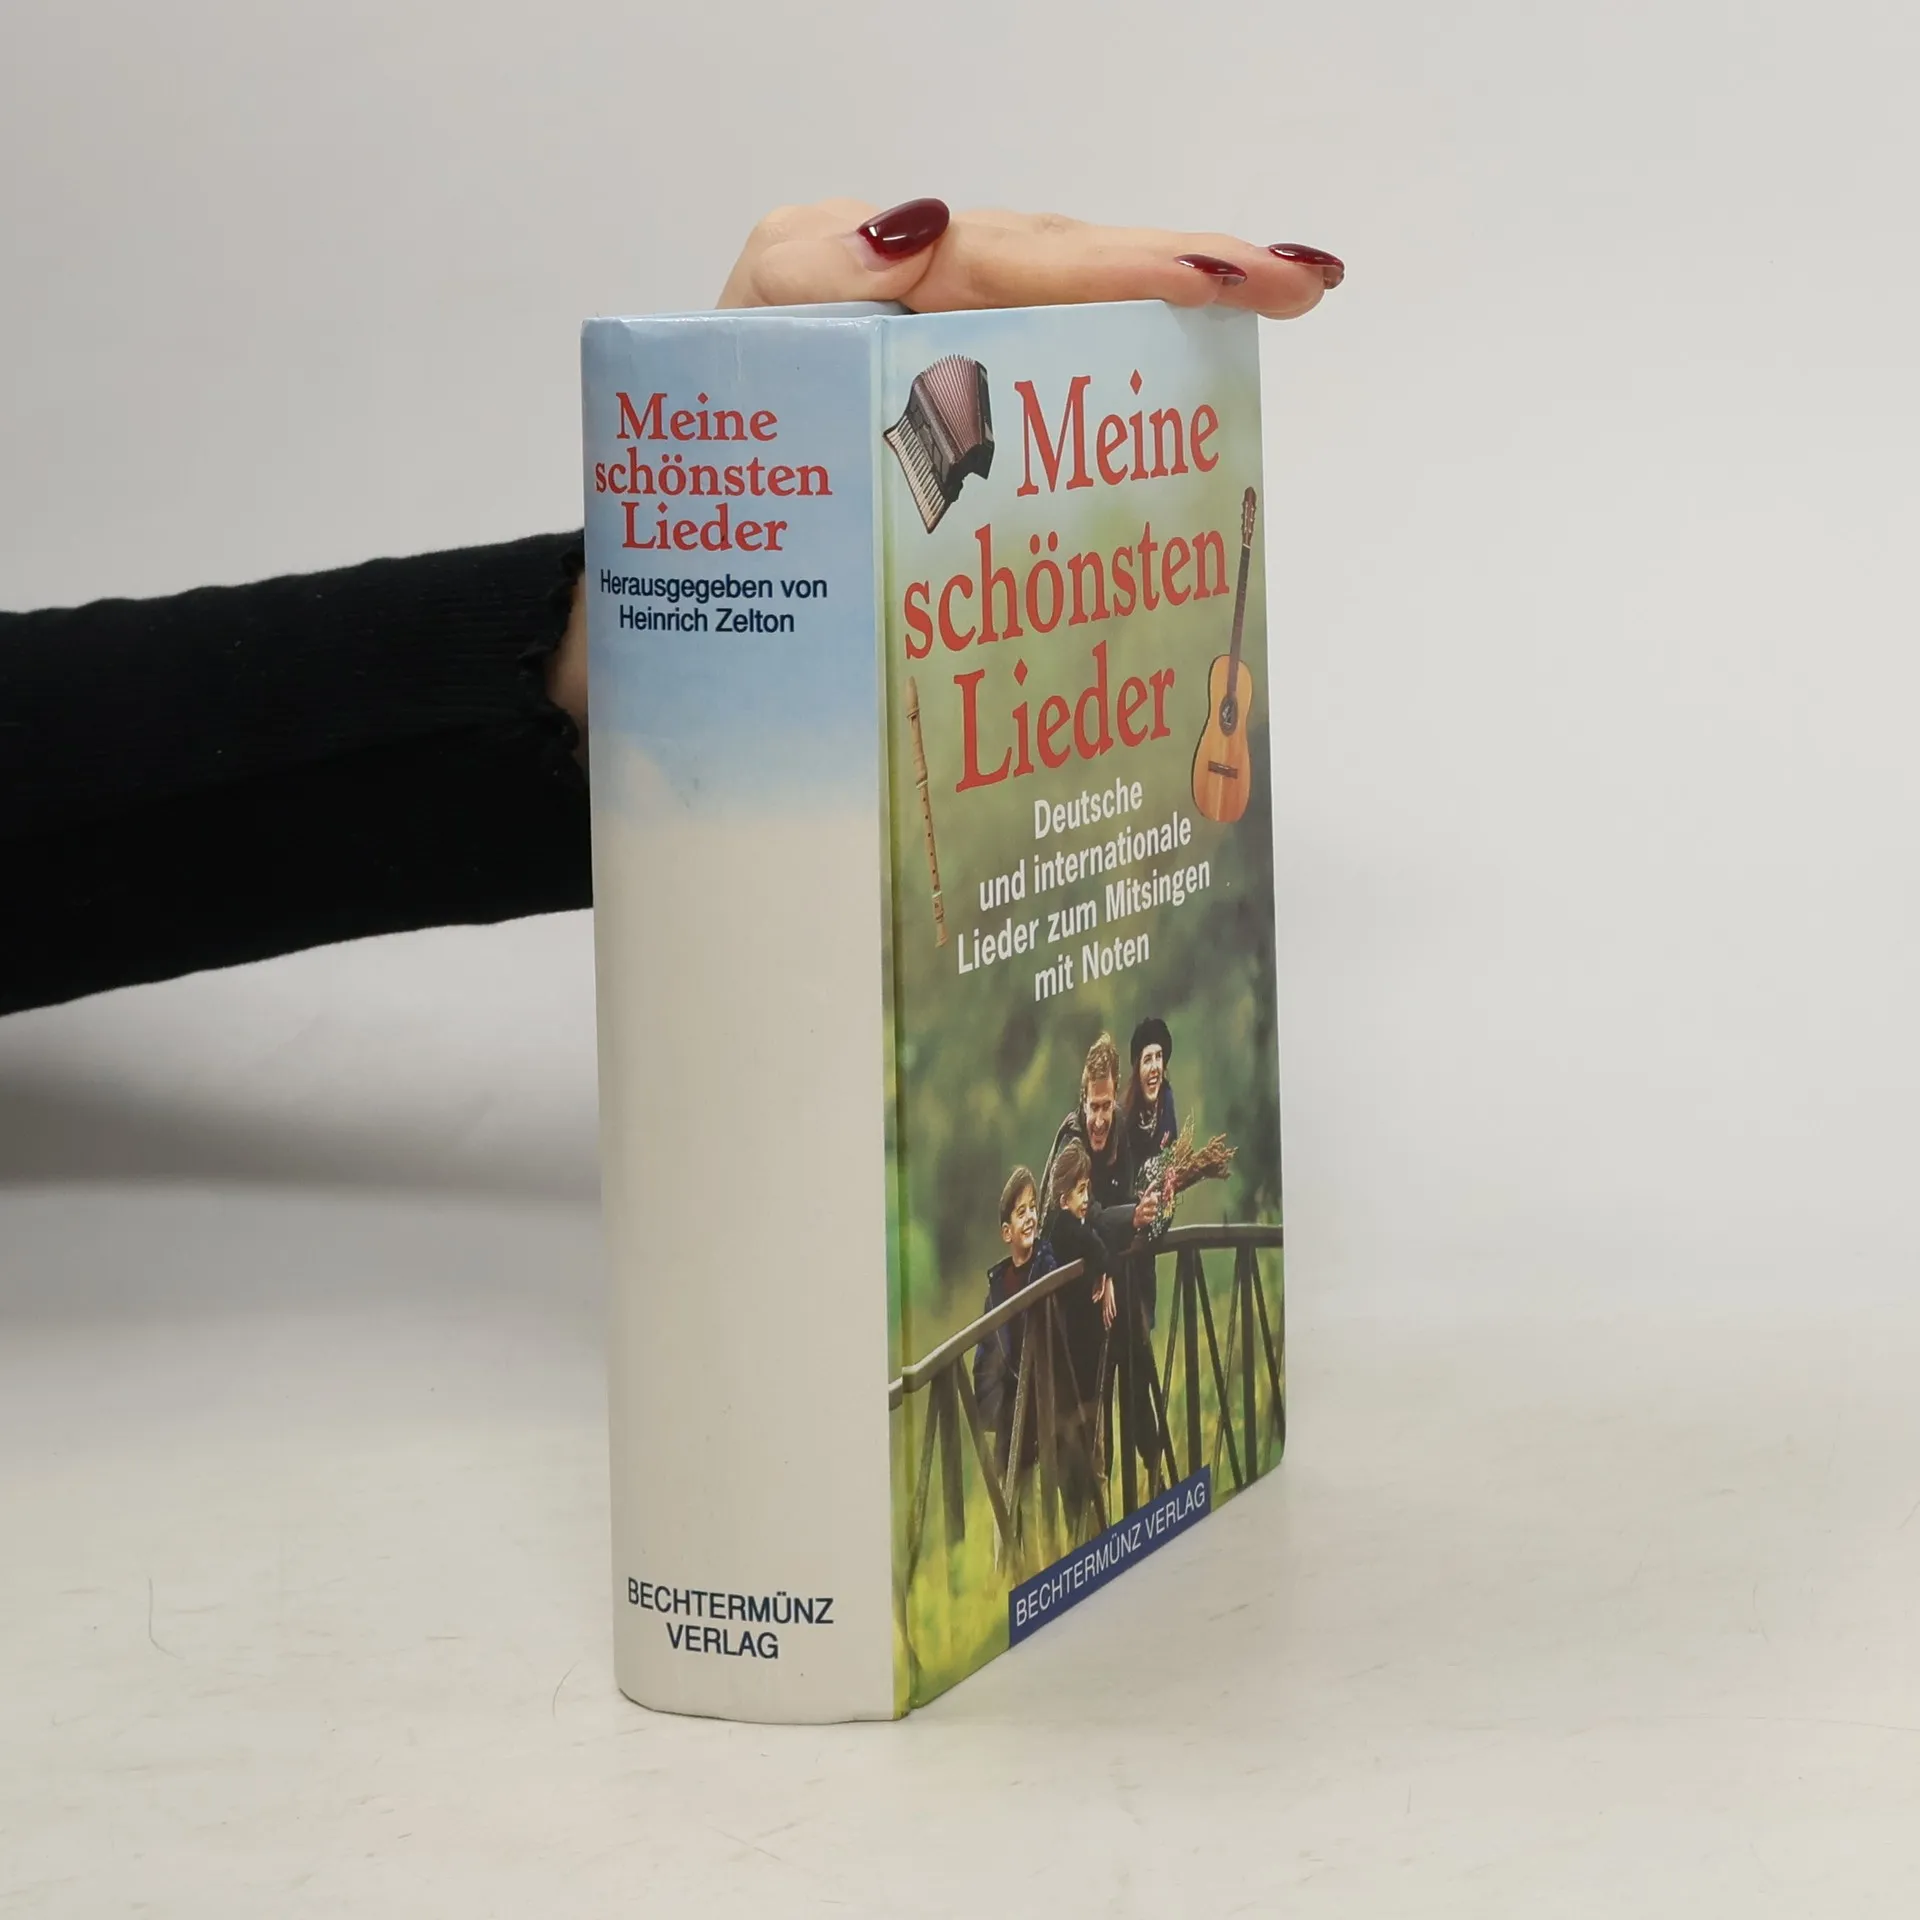 Meine
schönsten
Lieder
Herausgegeben von
Heinrich Zelton
BECHTERMÜNZ
VERLAG
Meine
schönsten
Lieder
Deutsche
und internationale
Lieder zum Mitsingen
mit Noten
BECHTERMÜNZ VERLAG